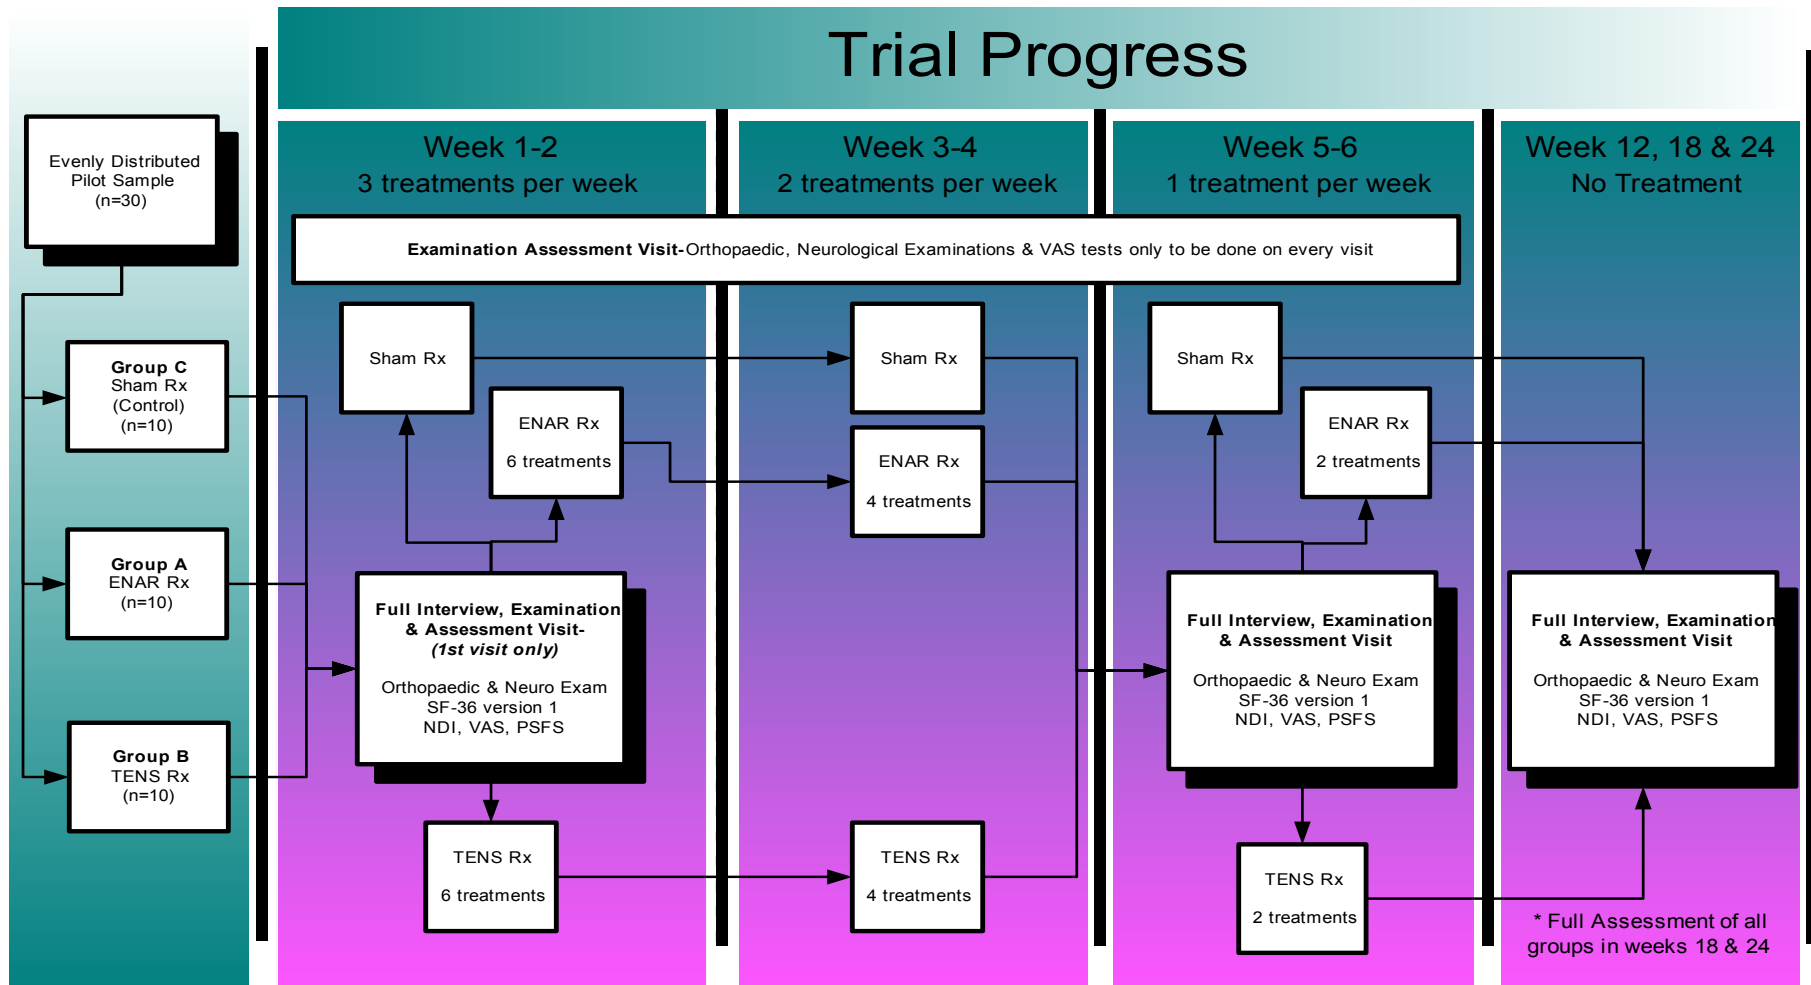 Trial Progress
Evenly Distributed
Pilot Sample
(n=30)
Group C
Sham Rx
(Control)
(n=10)
Group A
ENAR Rx
(n=10)
Group B
TENS Rx
(n=10)
Week 1-2
3 treatments per week
Week 3-4
2 treatments per week
Week 5-6
1 treatment per week
Week 12, 18 & 24
No Treatment
Examination Assessment Visit-Orthopaedic, Neurological Examinations & VAS tests only to be done on every visit
Sham Rx
ENAR Rx
6 treatments
Full Interview, Examination
& Assessment Visit-
(1st visit only)
Orthopaedic & Neuro Exam
SF-36 version 1
NDI, VAS, PSFS
TENS Rx
6 treatments
Sham Rx
ENAR Rx
4 treatments
TENS Rx
4 treatments
Sham Rx
ENAR Rx
2 treatments
Full Interview, Examination
& Assessment Visit
Orthopaedic & Neuro Exam
SF-36 version 1
NDI, VAS, PSFS
TENS Rx
2 treatments
Full Interview, Examination
& Assessment Visit
Orthopaedic & Neuro Exam
SF-36 version 1
NDI, VAS, PSFS
* Full Assessment of all
groups in weeks 18 & 24